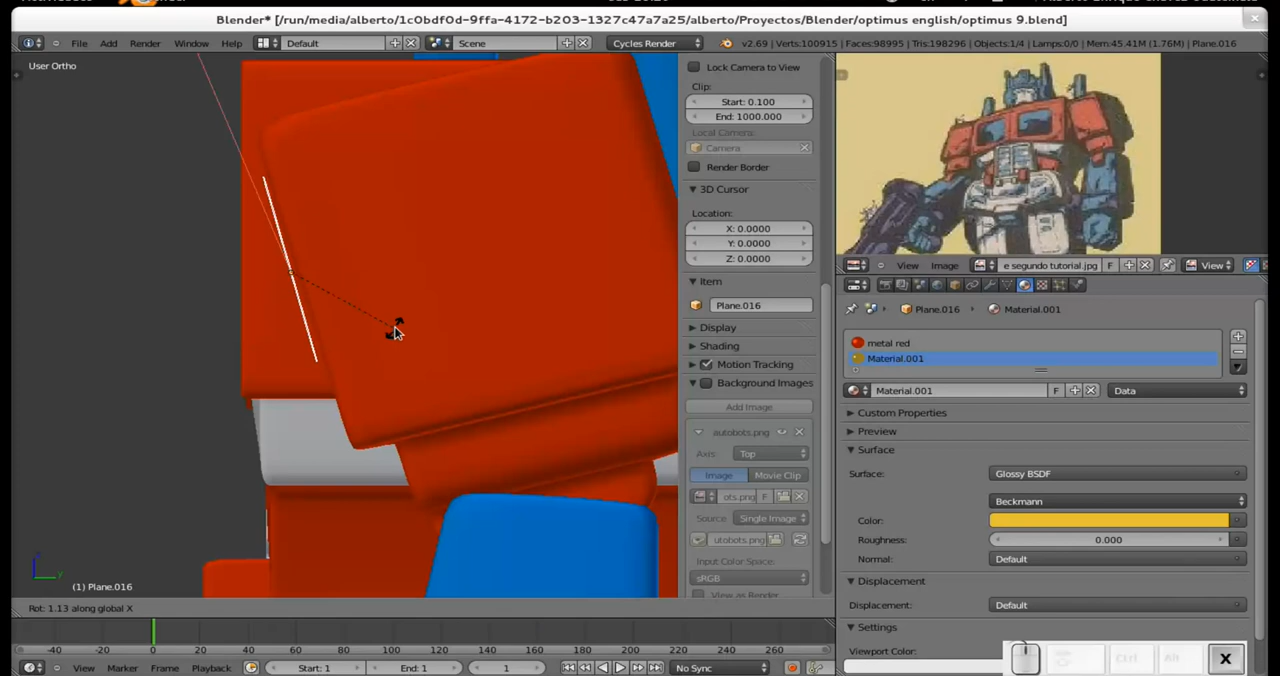 Blender* [/run/media/alberto/1c0bdf0d-9ffa-4172-b203-1327c47a7a25/alberto/Proyectos/Blender/optimus english/optimus 9.blend]
File Add Render Window Help Default Scene Cycles Render v2.69 | Verts:100915 | Faces:98995 | Tris:198296 | Objects:1/4 | Lamps:0/0 | Mem:45.41M (1.76M) | Plane.016
User Ortho
Lock Camera to View
Clip:
Start: 0.100
End: 1000.000
Local Camera:
Camera
Render Border
3D Cursor
Location:
X: 0.0000
Y: 0.0000
Z: 0.0000
Item
Plane.016
Display
Shading
Motion Tracking
Background Images
Add Image
autobots.png
Axis: Top
Image Movie Clip
ots.png F
Source: Single Image
utobots.png
Input Color Space:
sRGB
View as Render
(1) Plane.016
Rot: 1.13 along global X
View Image e segundo tutorial.jpg F View
Plane.016 Material.001
metal red
Material.001
Material.001 F Data
Custom Properties
Preview
Surface
Surface: Glossy BSDF
Beckmann
Color:
Roughness: 0.000
Normal: Default
Displacement
Displacement: Default
Settings
Viewport Color:
Ctrl Alt X
-40 -20 0 20 40 60 80 100 120 140 160 180 200 220 240 260
View Marker Frame Playback Start: 1 End: 1 1 No Sync